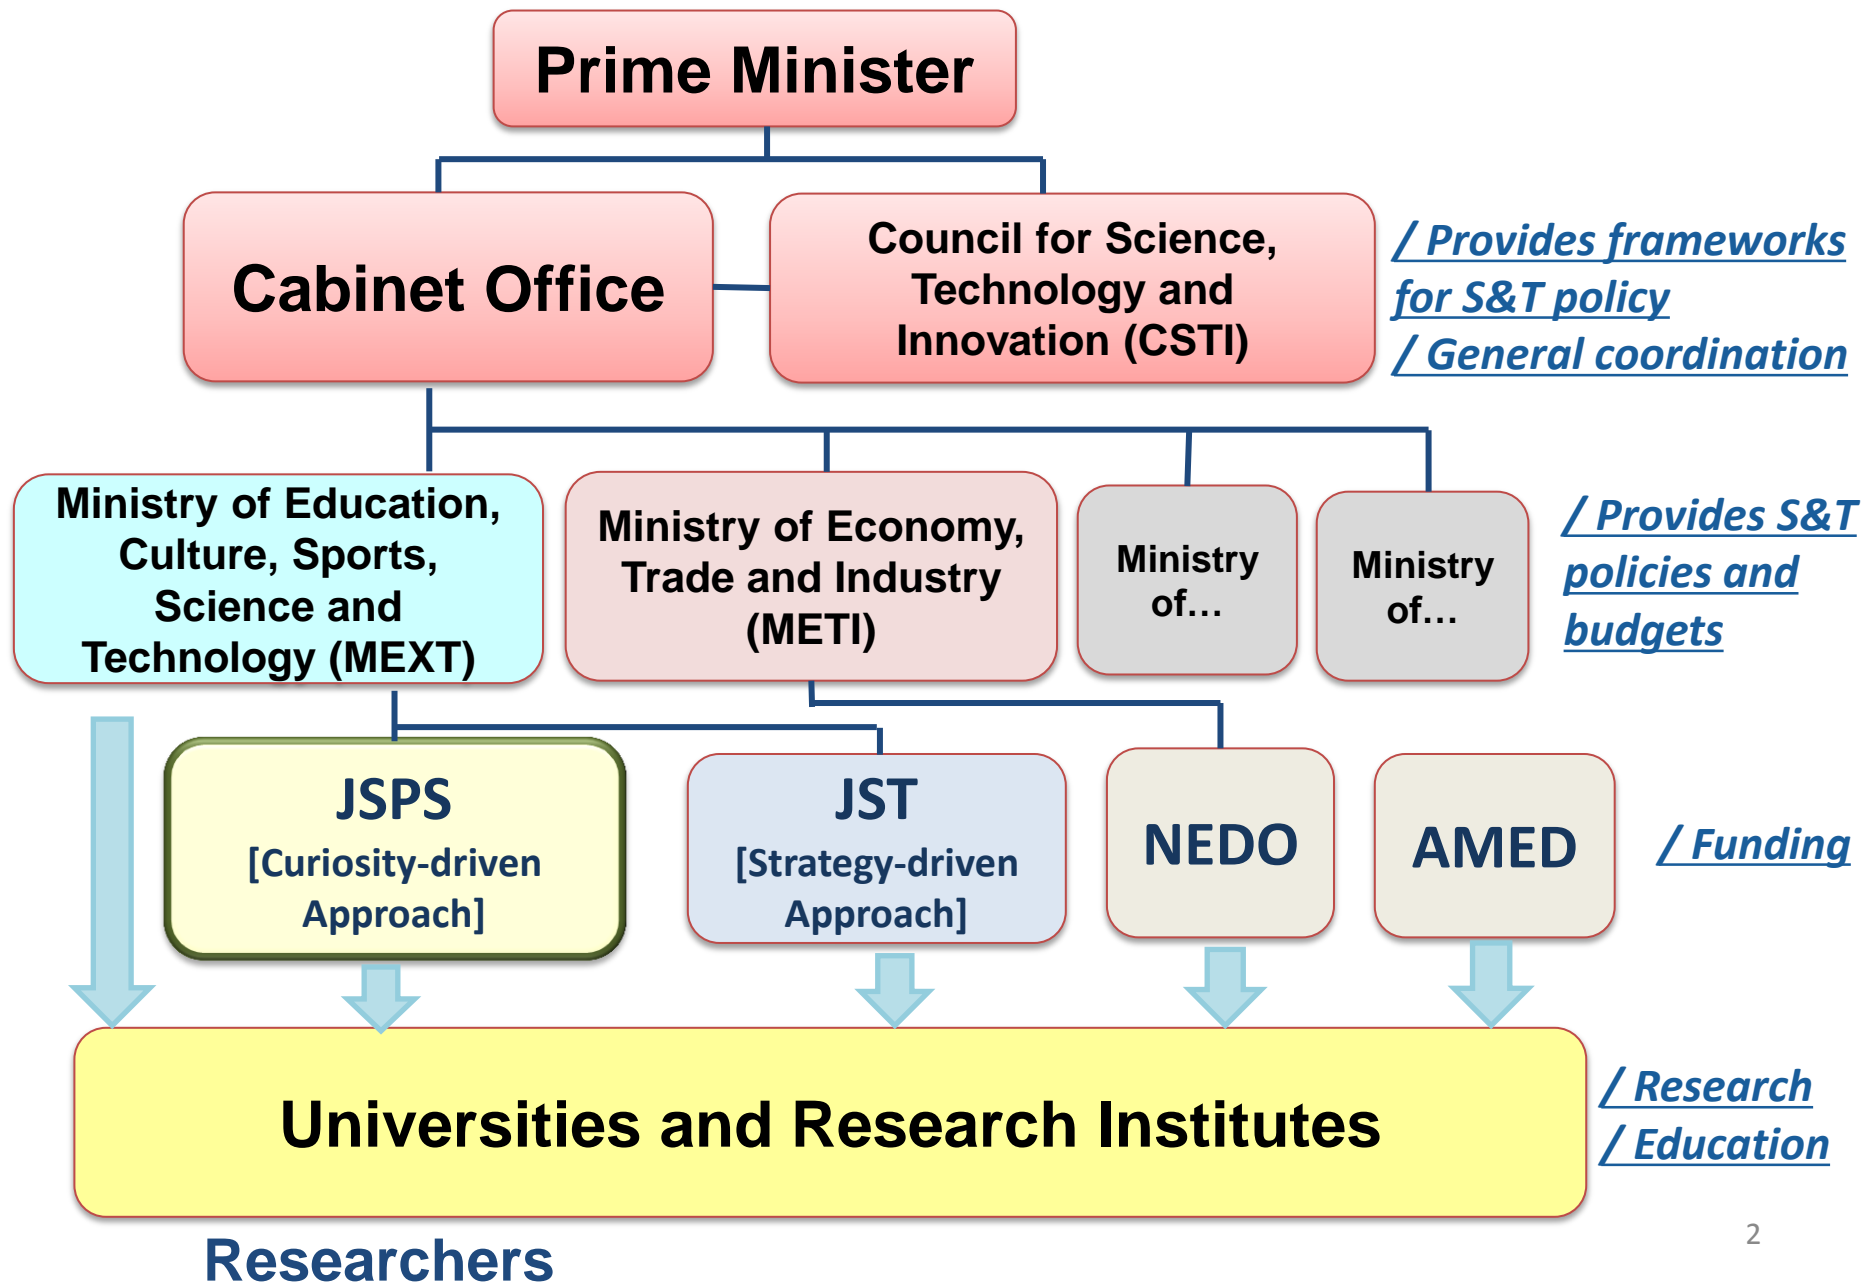 Prime Minister
Cabinet Office
Council for Science,
Technology and
Innovation (CSTI)
/ Provides frameworks
for S&T policy
/ General coordination
Ministry of Education,
Culture, Sports,
Science and
Technology (MEXT)
Ministry of Economy,
Trade and Industry
(METI)
Ministry
of…
Ministry
of…
/ Provides S&T
policies and
budgets
JSPS
[Curiosity-driven
Approach]
JST
[Strategy-driven
Approach]
NEDO
AMED
/ Funding
Universities and Research Institutes
/ Research
/ Education
Researchers
2